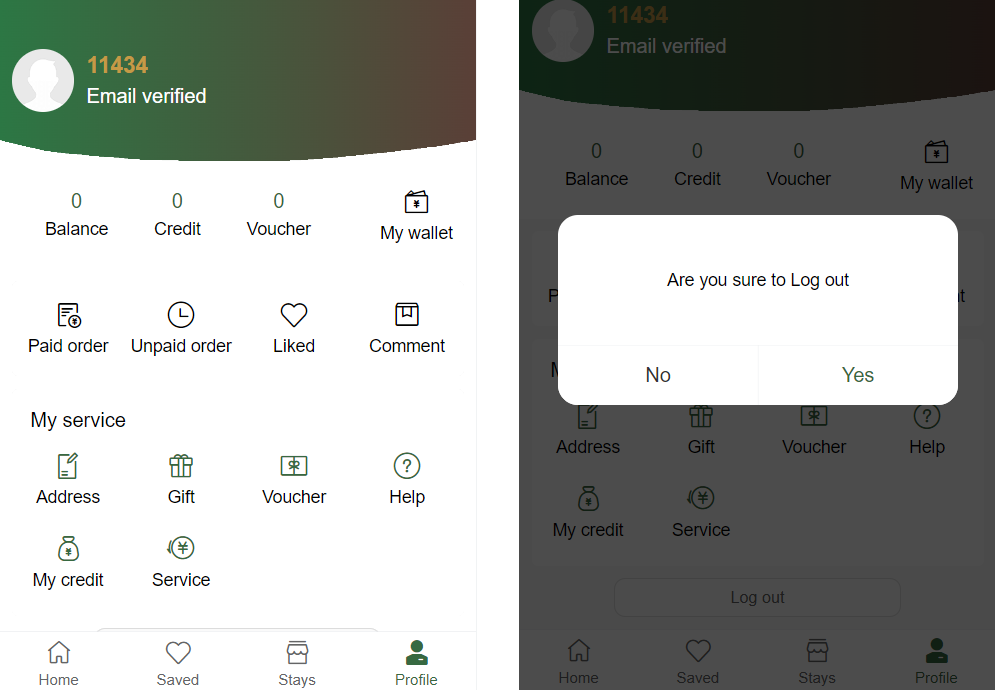 11434
Email verified
0 0 0
Balance Credit Voucher My wallet
Paid order Unpaid order Liked Comment
My service
Address Gift Voucher Help
My credit Service
Home Saved Stays Profile
11434
Email verified
0 0 0
Balance Credit Voucher My wallet
Are you sure to Log out
No Yes
Address Gift Voucher Help
My credit Service
Log out
Home Saved Stays Profile